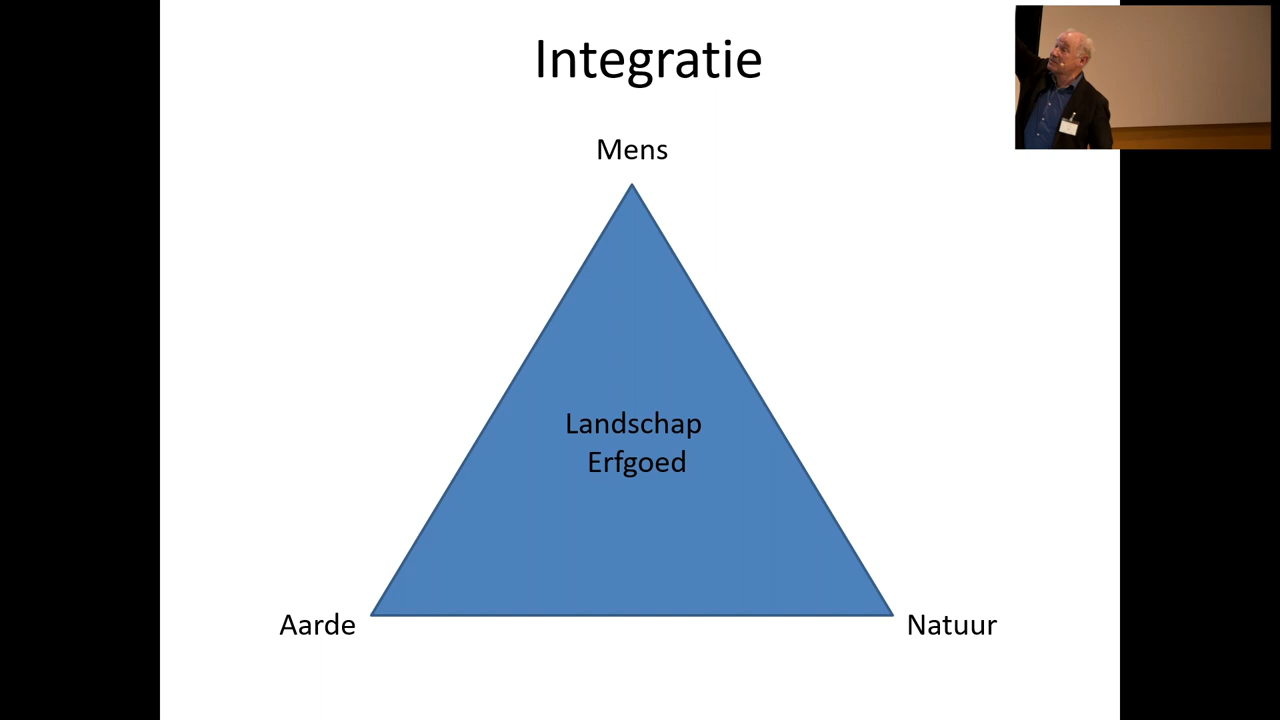 Integratie
Mens
Landschap
Erfgoed
Aarde
Natuur